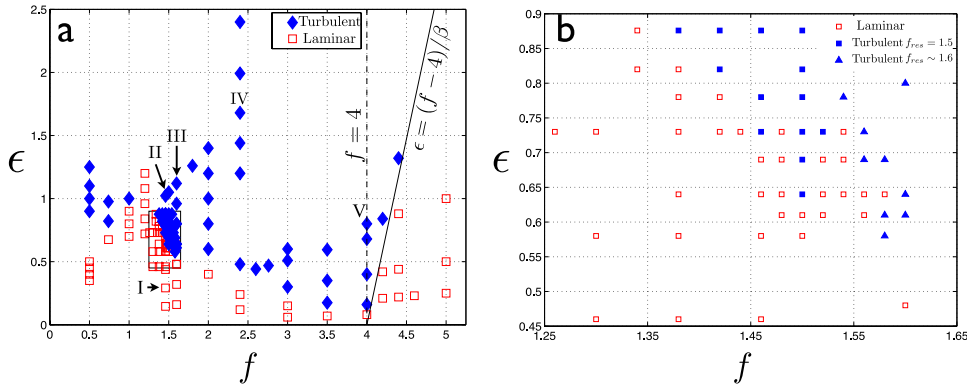 a
Turbulent
Laminar
2.5
2
1.5
1
0.5
0
ϵ
IV
III
II
I
V
f = 4
ϵ = (f − 4)/β
0 0.5 1 1.5 2 2.5 3 3.5 4 4.5 5
f
b
Laminar
Turbulent f_res = 1.5
Turbulent f_res ∼ 1.6
0.9
0.85
0.8
0.75
0.7
0.65
0.6
0.55
0.5
0.45
ϵ
1.25 1.35 1.45 1.55 1.65
f